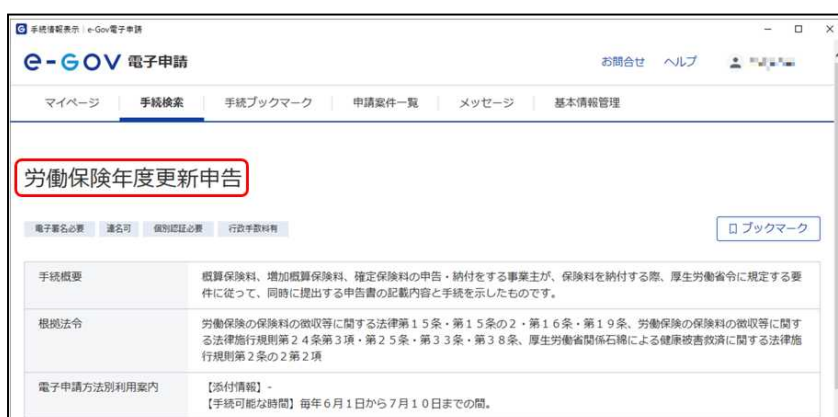 手続情報表示｜e-Gov電子申請
e-GOV 電子申請
お問合せ ヘルプ
マイページ 手続検索 手続ブックマーク 申請案件一覧 メッセージ 基本情報管理
労働保険年度更新申告
電子署名必要 連名可 個別認証必要 行政手数料有
ブックマーク
手続概要 概算保険料、増加概算保険料、確定保険料の申告・納付をする事業主が、保険料を納付する際、厚生労働省令に規定する要
件に従って、同時に提出する申告書の記載内容と手続を示したものです。
根拠法令 労働保険の保険料の徴収等に関する法律第１５条・第１５条の２・第１６条・第１９条、労働保険の保険料の徴収等に関す
る法律施行規則第２４条第３項・第２５条・第３３条・第３８条、厚生労働省関係石綿による健康被害救済に関する法律施
行規則第２条の２第２項
電子申請方法別利用案内 【添付情報】-
【手続可能な時間】毎年６月１日から７月１０日までの間。